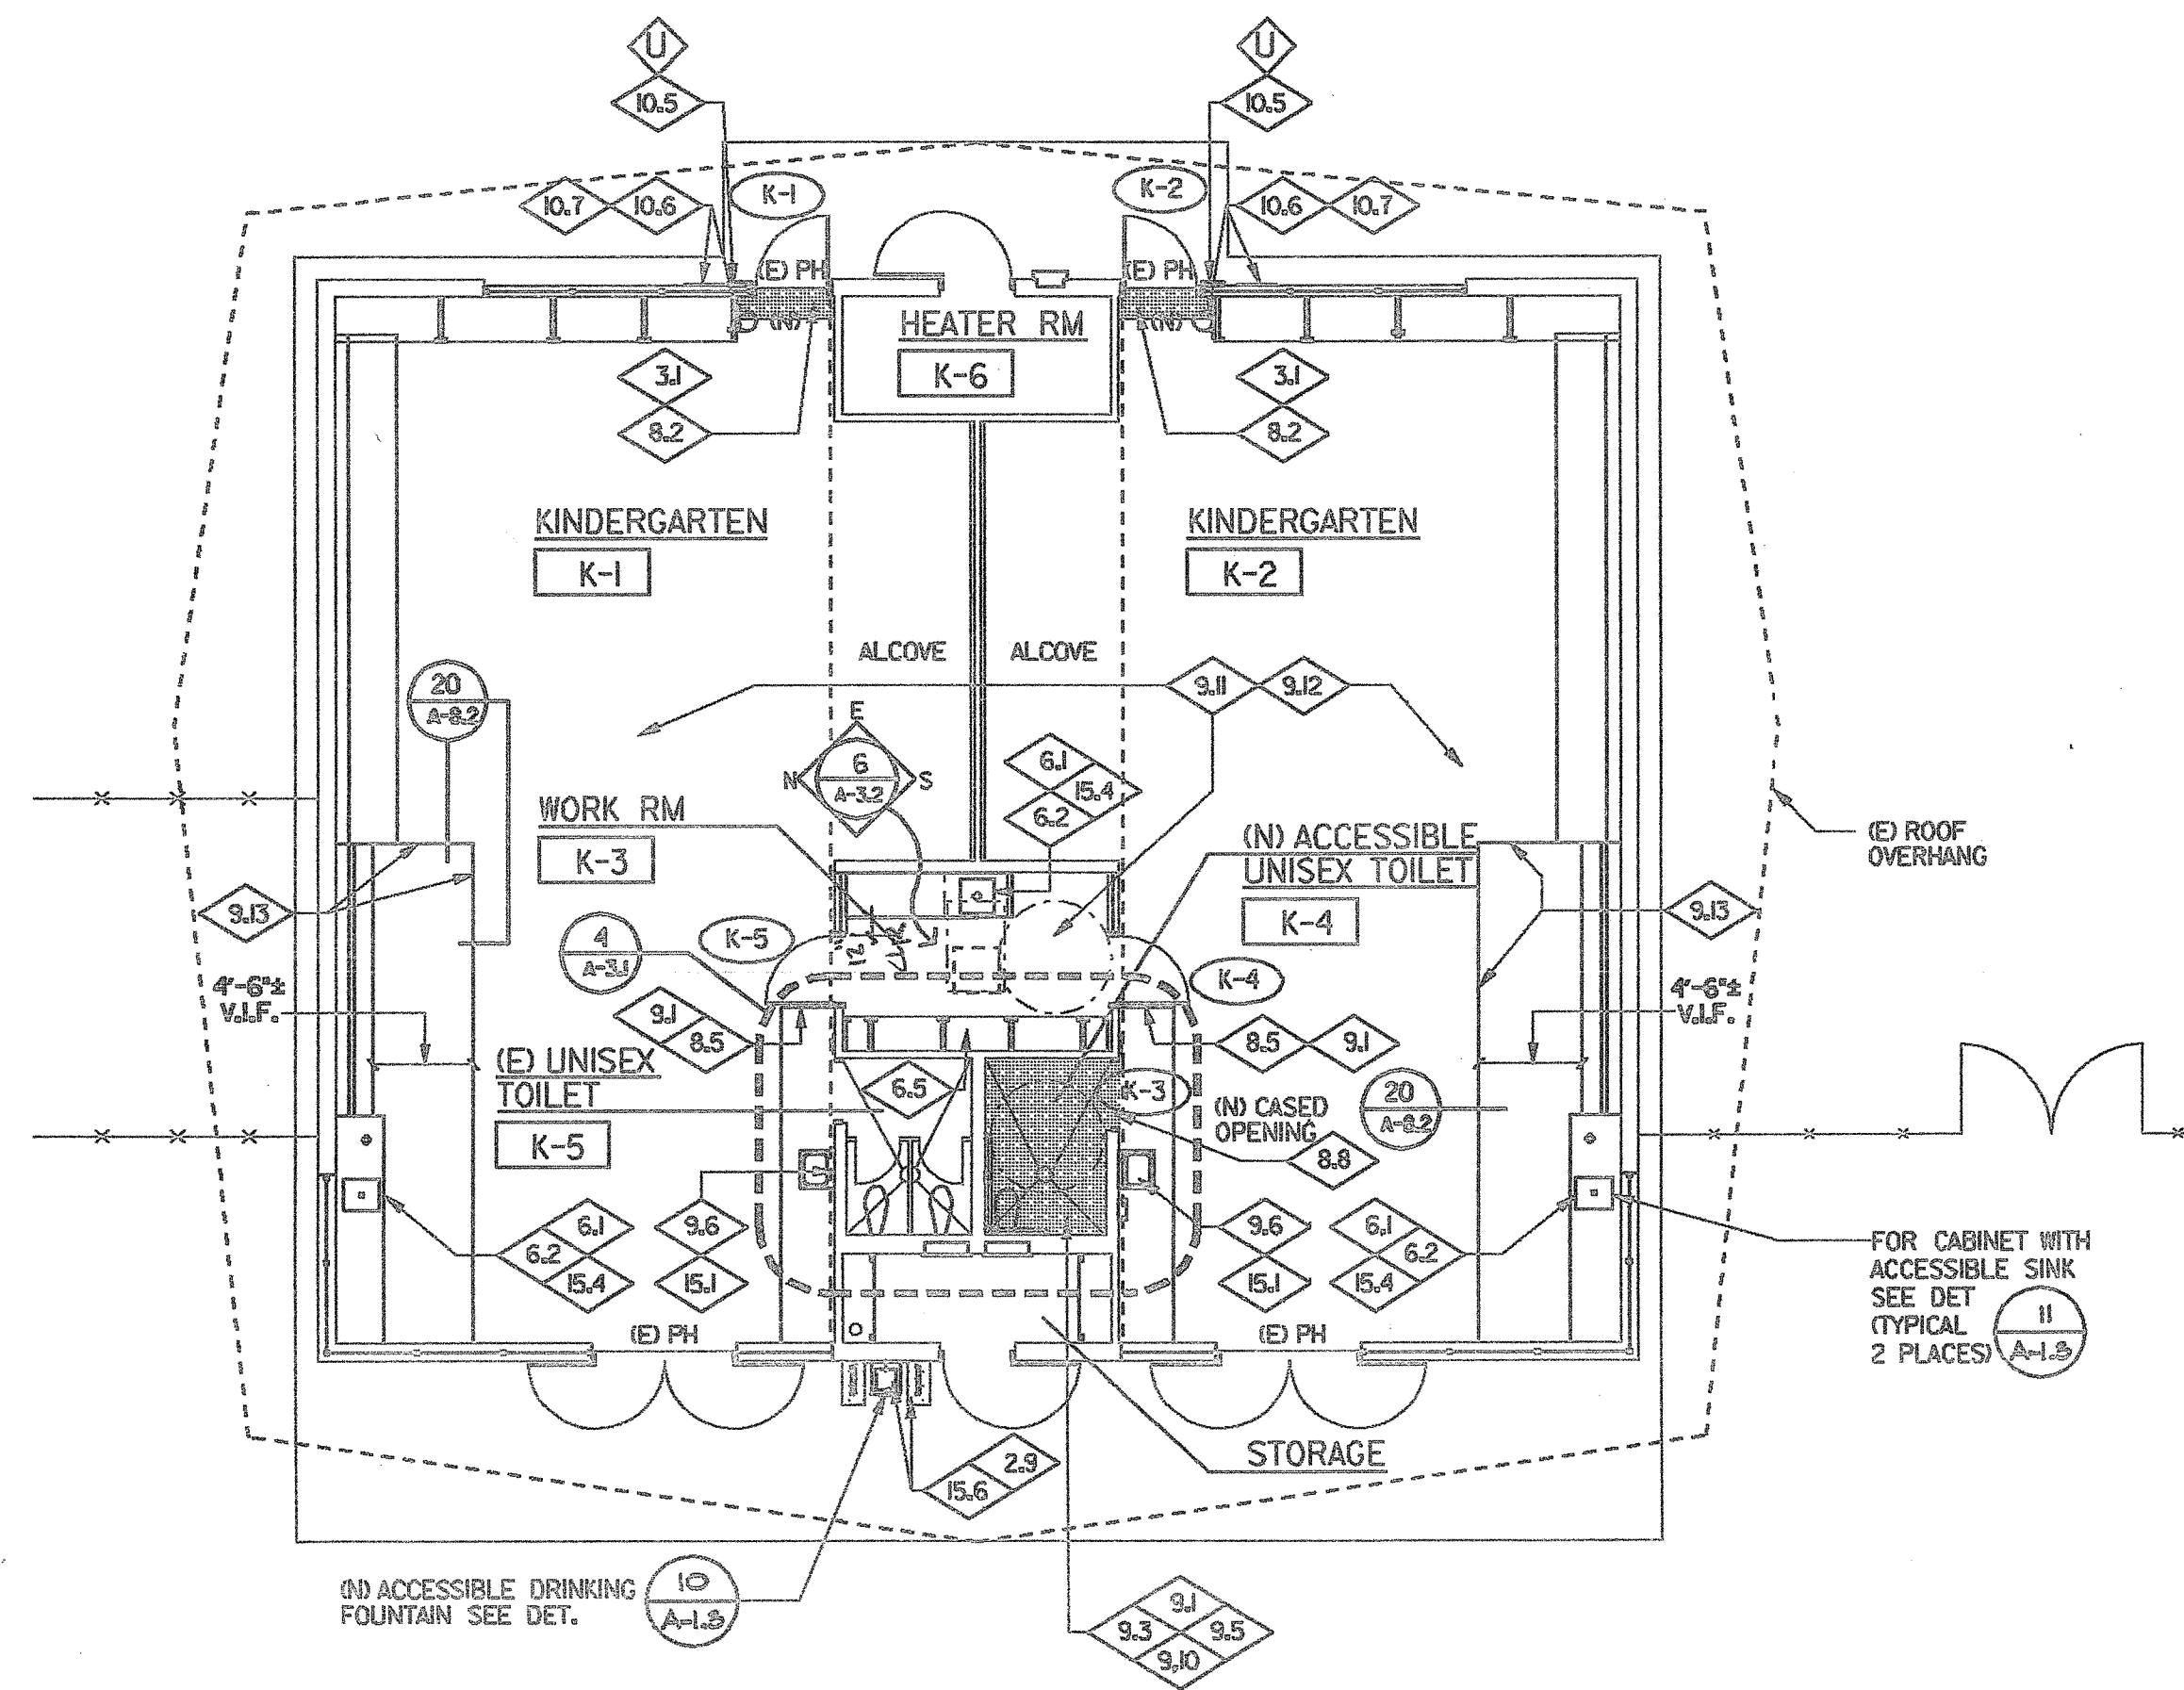 U
U
10.5
10.5
K-1
K-2
10.7
10.6
10.6
10.7
(E) PH
(E) PH
(N)
(N)
HEATER RM
K-6
3.1
3.1
8.2
8.2
KINDERGARTEN
K-1
KINDERGARTEN
K-2
ALCOVE
ALCOVE
20
A-8.2
9.11
9.12
E
N
6
A-3.2
S
6.1
15.4
6.2
WORK RM
K-3
(N) ACCESSIBLE
UNISEX TOILET
K-4
(E) ROOF
OVERHANG
9.13
9.13
4
A-3.1
K-5
12
12
K-4
4'-6"±
V.I.F.
4'-6"±
V.I.F.
9.1
8.5
8.5
9.1
(E) UNISEX
TOILET
K-5
6.5
K-3
(N) CASED
OPENING
20
A-8.2
8.8
6.1
6.2
15.4
9.6
15.1
9.6
15.1
6.1
6.2
15.4
FOR CABINET WITH
ACCESSIBLE SINK
SEE DET
(TYPICAL
2 PLACES)
11
A-1.3
(E) PH
(E) PH
STORAGE
2.9
15.6
(N) ACCESSIBLE DRINKING
FOUNTAIN SEE DET.
10
A-1.3
9.1
9.3
9.5
9.10